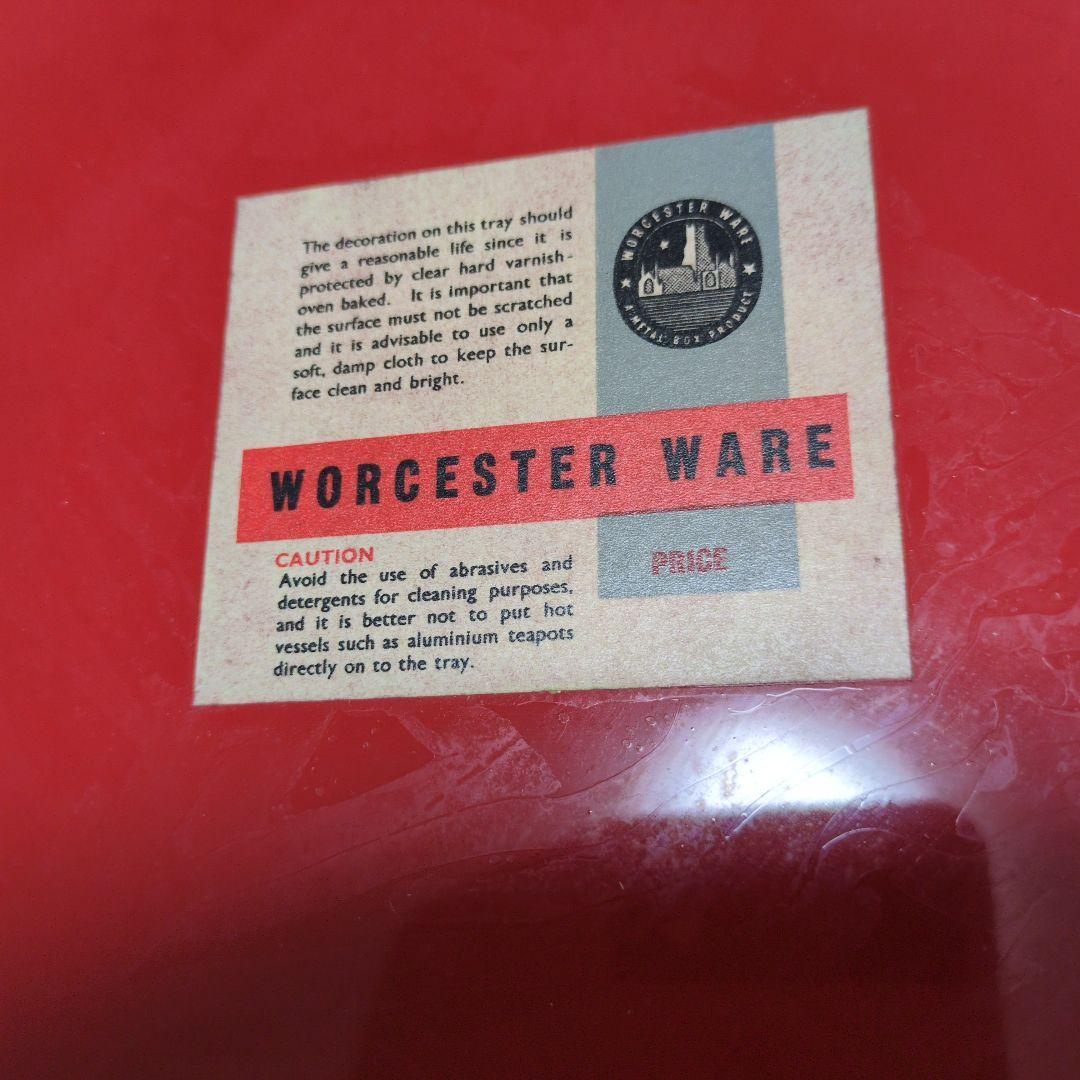 The decoration on this tray should
give a reasonable life since it is
protected by clear hard varnish-
oven baked. It is important that
the surface must not be scratched
and it is advisable to use only a
soft, damp cloth to keep the sur-
face clean and bright.
WORCESTER WARE
A METAL BOX PRODUCT
WORCESTER WARE
CAUTION
Avoid the use of abrasives and
detergents for cleaning purposes,
and it is better not to put hot
vessels such as aluminium teapots
directly on to the tray.
PRICE